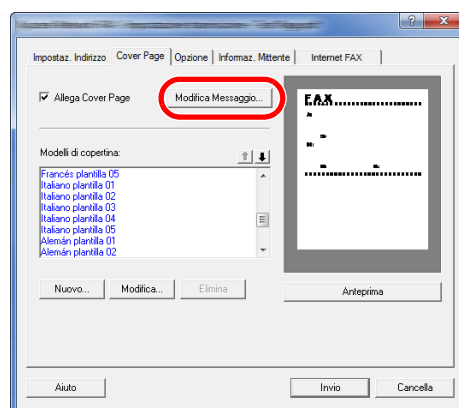 Impostaz. Indirizzo Cover Page Opzione Informaz. Mittente Internet FAX
Allega Cover Page
Modifica Messaggio...
Modelli di copertina:
Francés plantilla 05
Italiano plantilla 01
Italiano plantilla 02
Italiano plantilla 03
Italiano plantilla 04
Italiano plantilla 05
Alemán plantilla 01
Alemán plantilla 02
Nuovo... Modifica... Elimina
FAX
Anteprima
Aiuto Invio Cancella